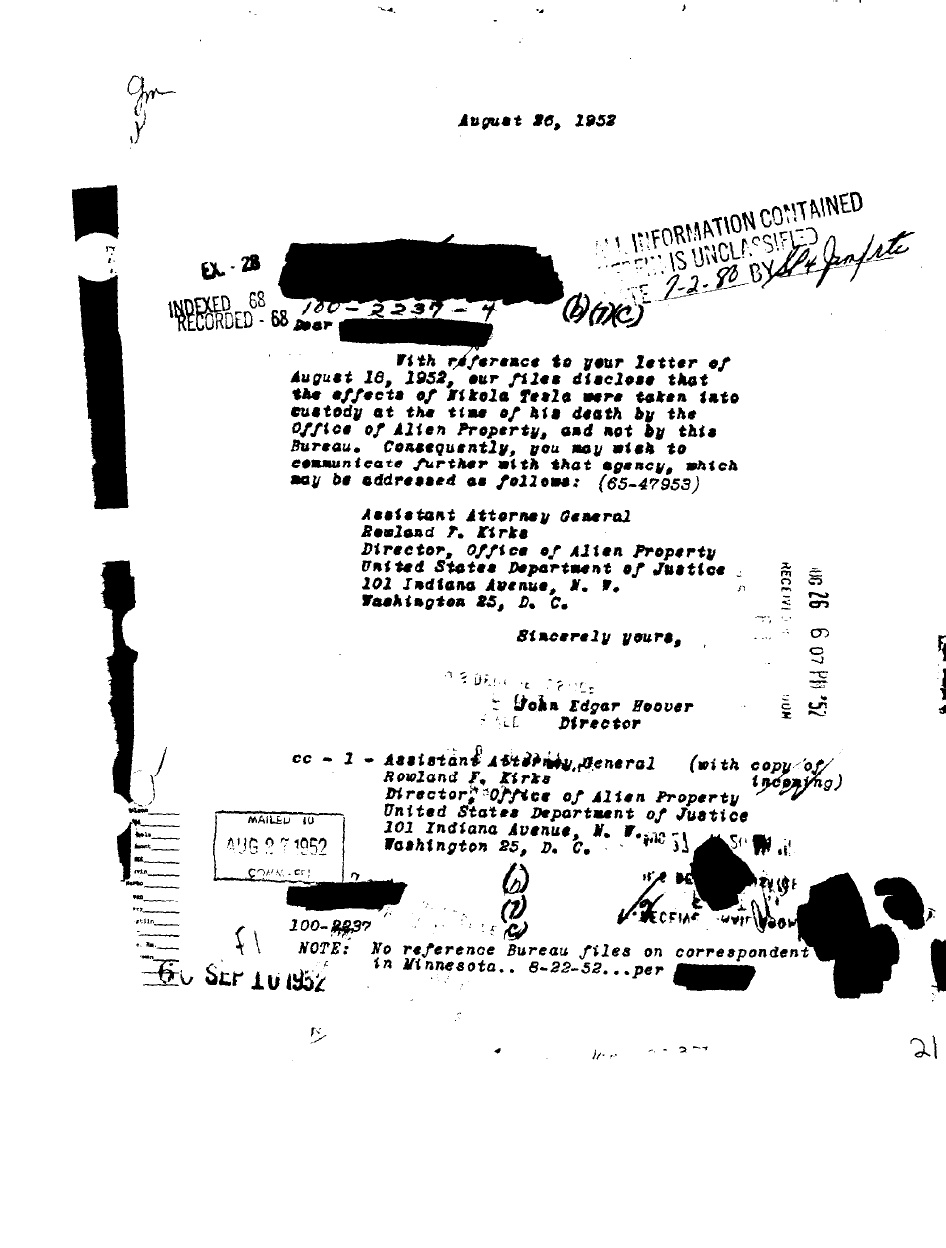 August 26, 1952
ALL INFORMATION CONTAINED
HEREIN IS UNCLASSIFIED
DATE 7-2-80 BY
EX. - 28
INDEXED 68
RECORDED - 68
100-2237-4
(b)(7)(C)
Dear
With reference to your letter of
August 18, 1952, our files disclose that
the effects of Nikola Tesla were taken into
custody at the time of his death by the
Office of Alien Property, and not by this
Bureau. Consequently, you may wish to
communicate further with that agency, which
may be addressed as follows: (65-47953)
Assistant Attorney General
Rowland F. Kirks
Director, Office of Alien Property
United States Department of Justice
101 Indiana Avenue, N. W.
Washington 25, D. C.
Sincerely yours,
John Edgar Hoover
Director
AUG 26 6 07 PM '52
cc - 1 - Assistant Attorney General (with copy of
Rowland F. Kirks incoming)
Director, Office of Alien Property
United States Department of Justice
101 Indiana Avenue, N. W.
Washington 25, D. C.
MAILED 10
AUG 27 1952
COMM - FBI
(b)
(7)
(c)
100-2237
NOTE: No reference Bureau files on correspondent
in Minnesota.. 8-22-52...per
F1
60 SEP 10 1952
21